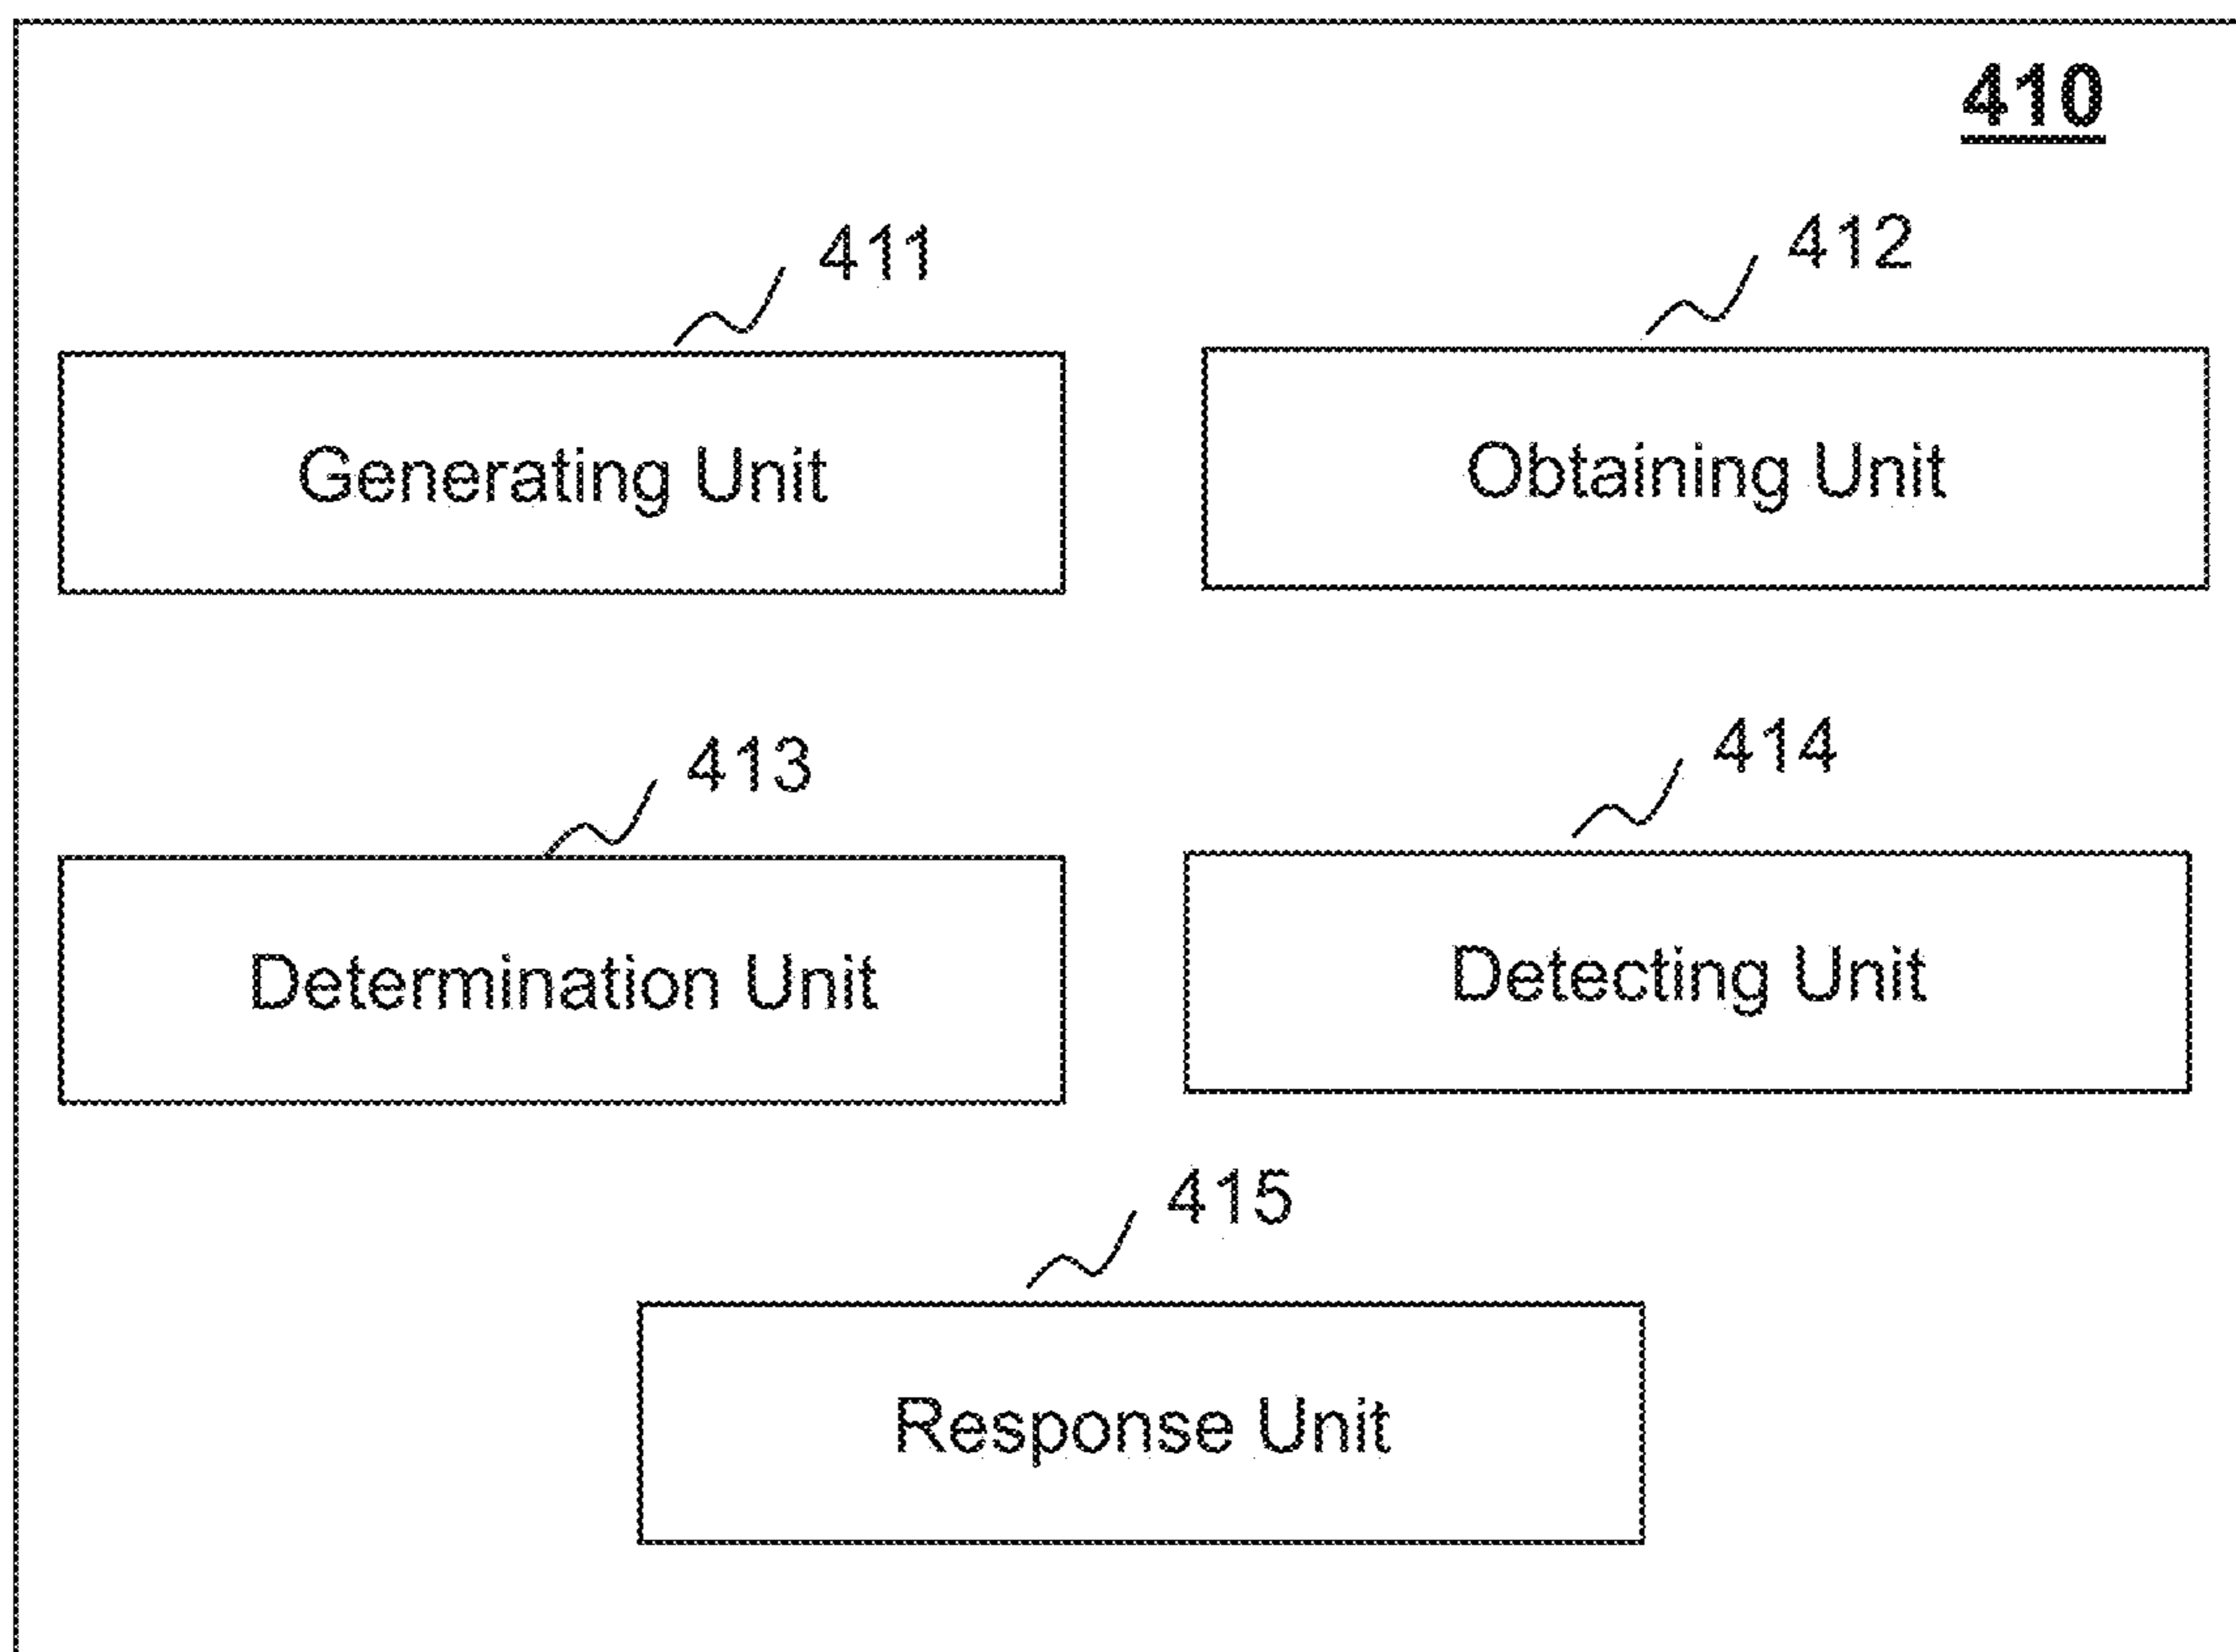 410
411
412
Generating Unit
Obtaining Unit
413
414
Determination Unit
Detecting Unit
415
Response Unit